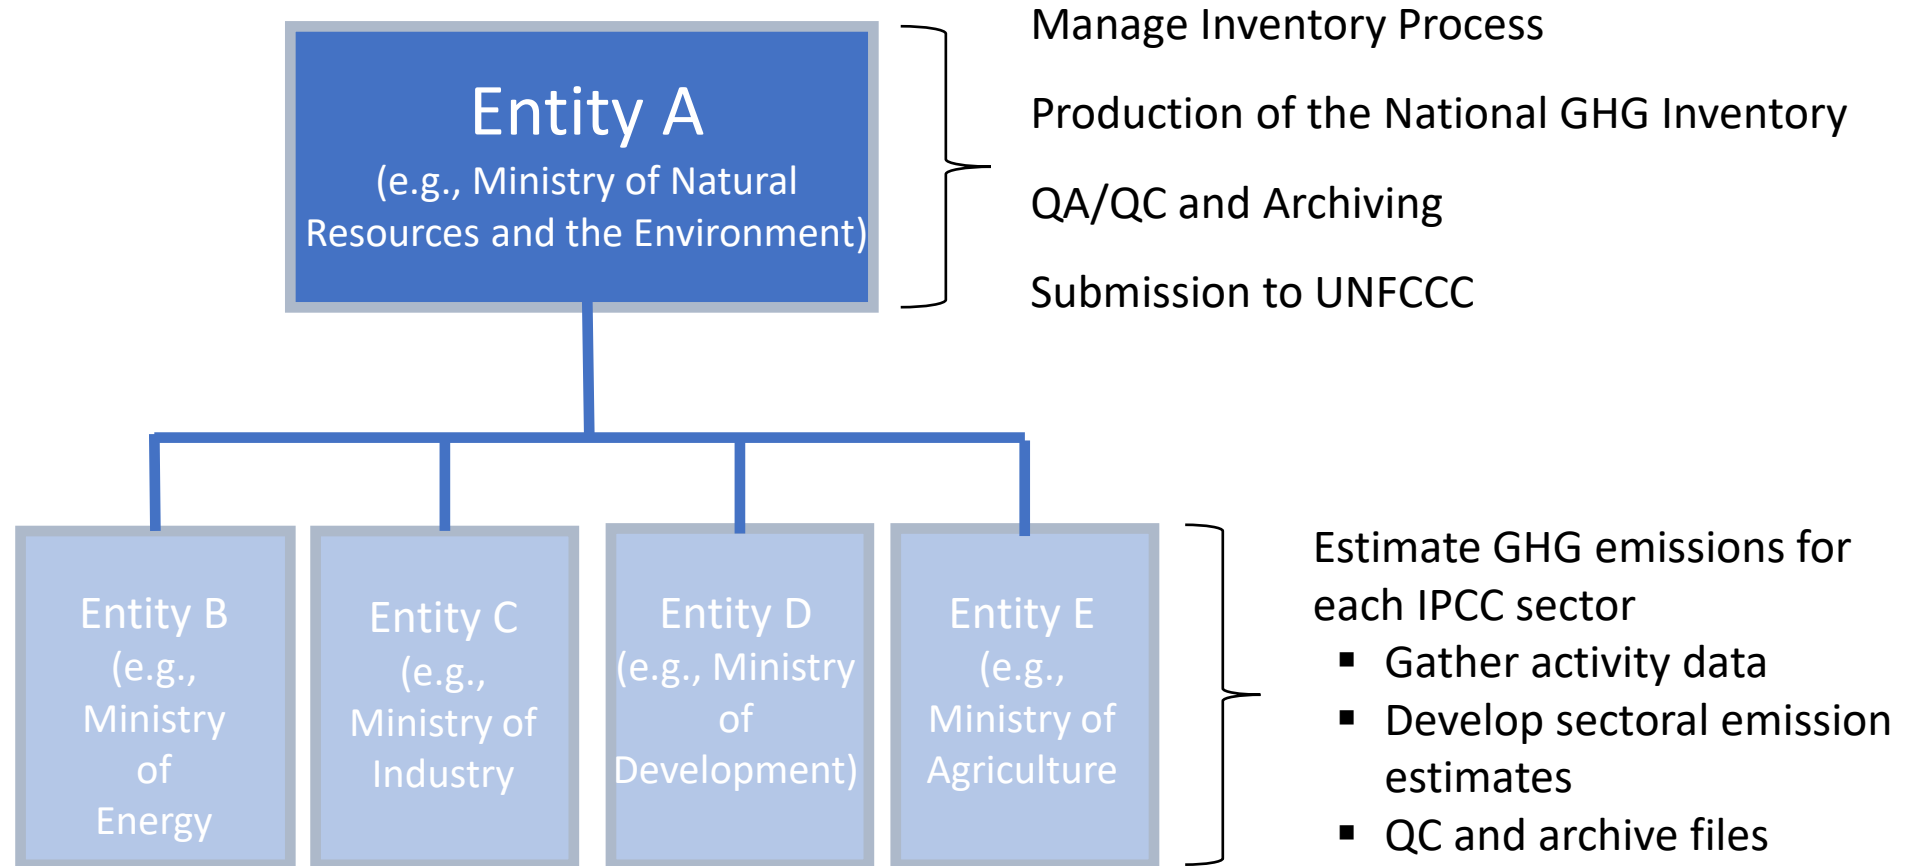 Entity A
(e.g., Ministry of Natural
Resources and the Environment)
Manage Inventory Process
Production of the National GHG Inventory
QA/QC and Archiving
Submission to UNFCCC
Entity B
(e.g.,
Ministry
of
Energy
Entity C
(e.g.,
Ministry of
Industry
Entity D
(e.g., Ministry
of
Development)
Entity E
(e.g.,
Ministry of
Agriculture
Estimate GHG emissions for
each IPCC sector
▪ Gather activity data
▪ Develop sectoral emission
estimates
▪ QC and archive files